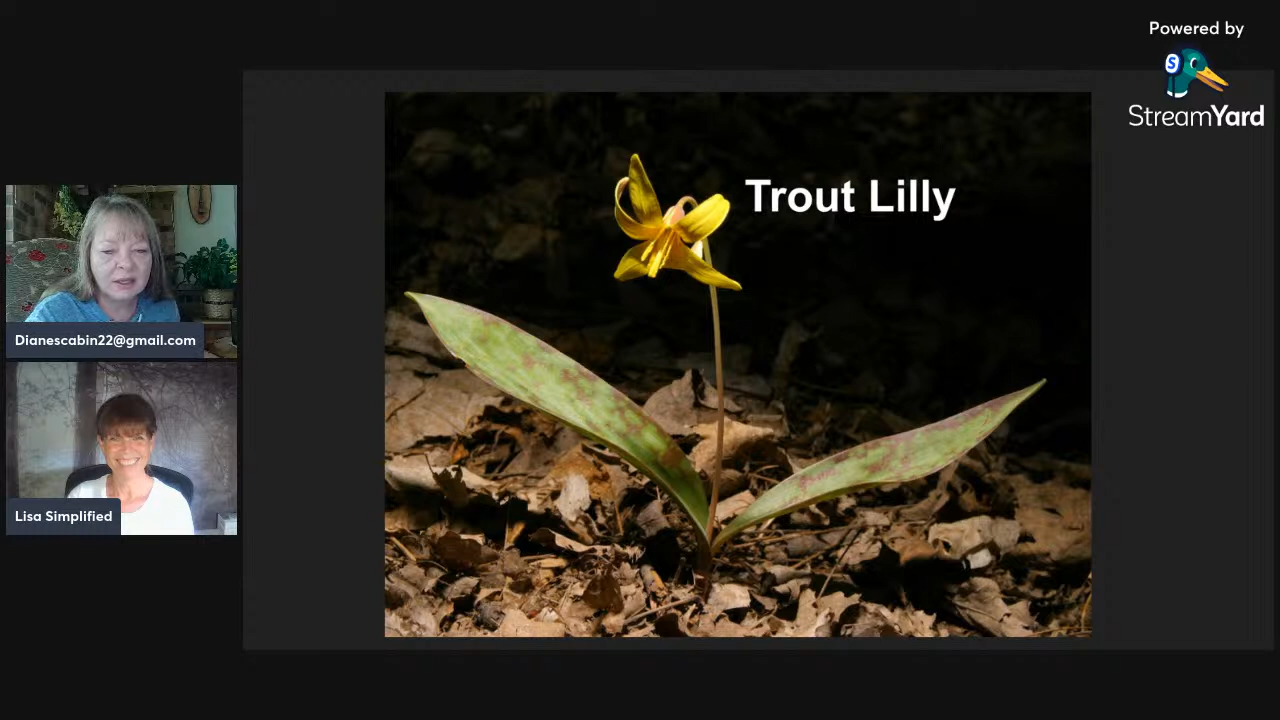 Powered by
S
StreamYard
Trout Lilly
Dianescabin22@gmail.com
Lisa Simplified